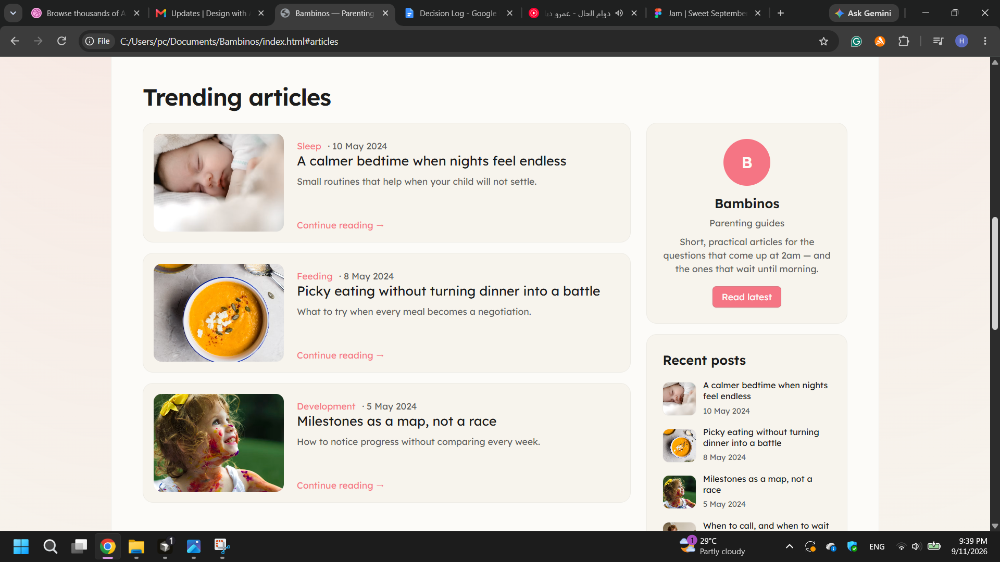 Browse thousands of A
Updates | Design with A
Bambinos — Parenting
Decision Log - Google
دوام الحال - عمرو ديا
Jam | Sweet September
Ask Gemini
File
C:/Users/pc/Documents/Bambinos/index.html#articles
H
Trending articles
Sleep · 10 May 2024
A calmer bedtime when nights feel endless
Small routines that help when your child will not settle.
Continue reading →
Feeding · 8 May 2024
Picky eating without turning dinner into a battle
What to try when every meal becomes a negotiation.
Continue reading →
Development · 5 May 2024
Milestones as a map, not a race
How to notice progress without comparing every week.
Continue reading →
B
Bambinos
Parenting guides
Short, practical articles for the
questions that come up at 2am — and
the ones that wait until morning.
Read latest
Recent posts
A calmer bedtime when nights
feel endless
10 May 2024
Picky eating without turning
dinner into a battle
8 May 2024
Milestones as a map, not a
race
5 May 2024
When to call, and when to wait
1
1
29°C
Partly cloudy
ENG
9:39 PM
9/11/2026